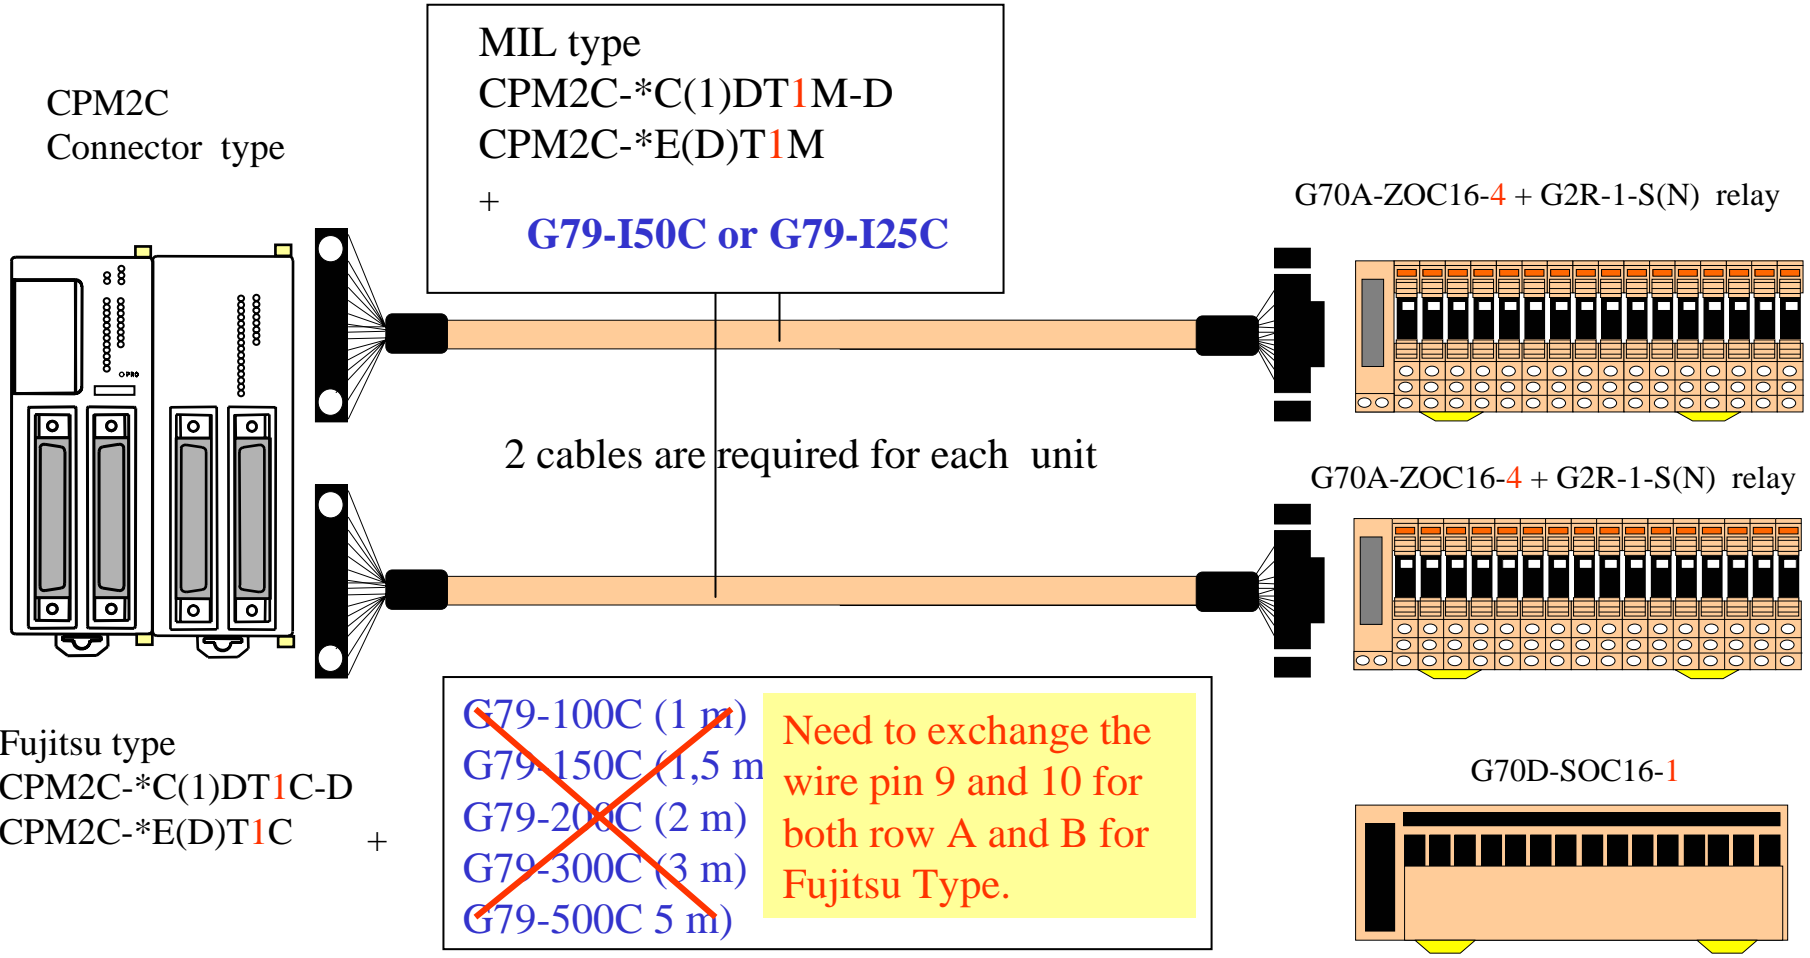 MIL type
CPM2C-*C(1)DT1M-D
CPM2C-*E(D)T1M
+
G79-I50C or G79-I25C
CPM2C
Connector type
G70A-ZOC16-4 + G2R-1-S(N) relay
PRO
2 cables are required for each unit
G70A-ZOC16-4 + G2R-1-S(N) relay
Fujitsu type
CPM2C-*C(1)DT1C-D
CPM2C-*E(D)T1C
+
G79-100C (1 m)
G79-150C (1,5 m
G79-200C (2 m)
G79-300C (3 m)
G79-500C 5 m)
Need to exchange the
wire pin 9 and 10 for
both row A and B for
Fujitsu Type.
G70D-SOC16-1